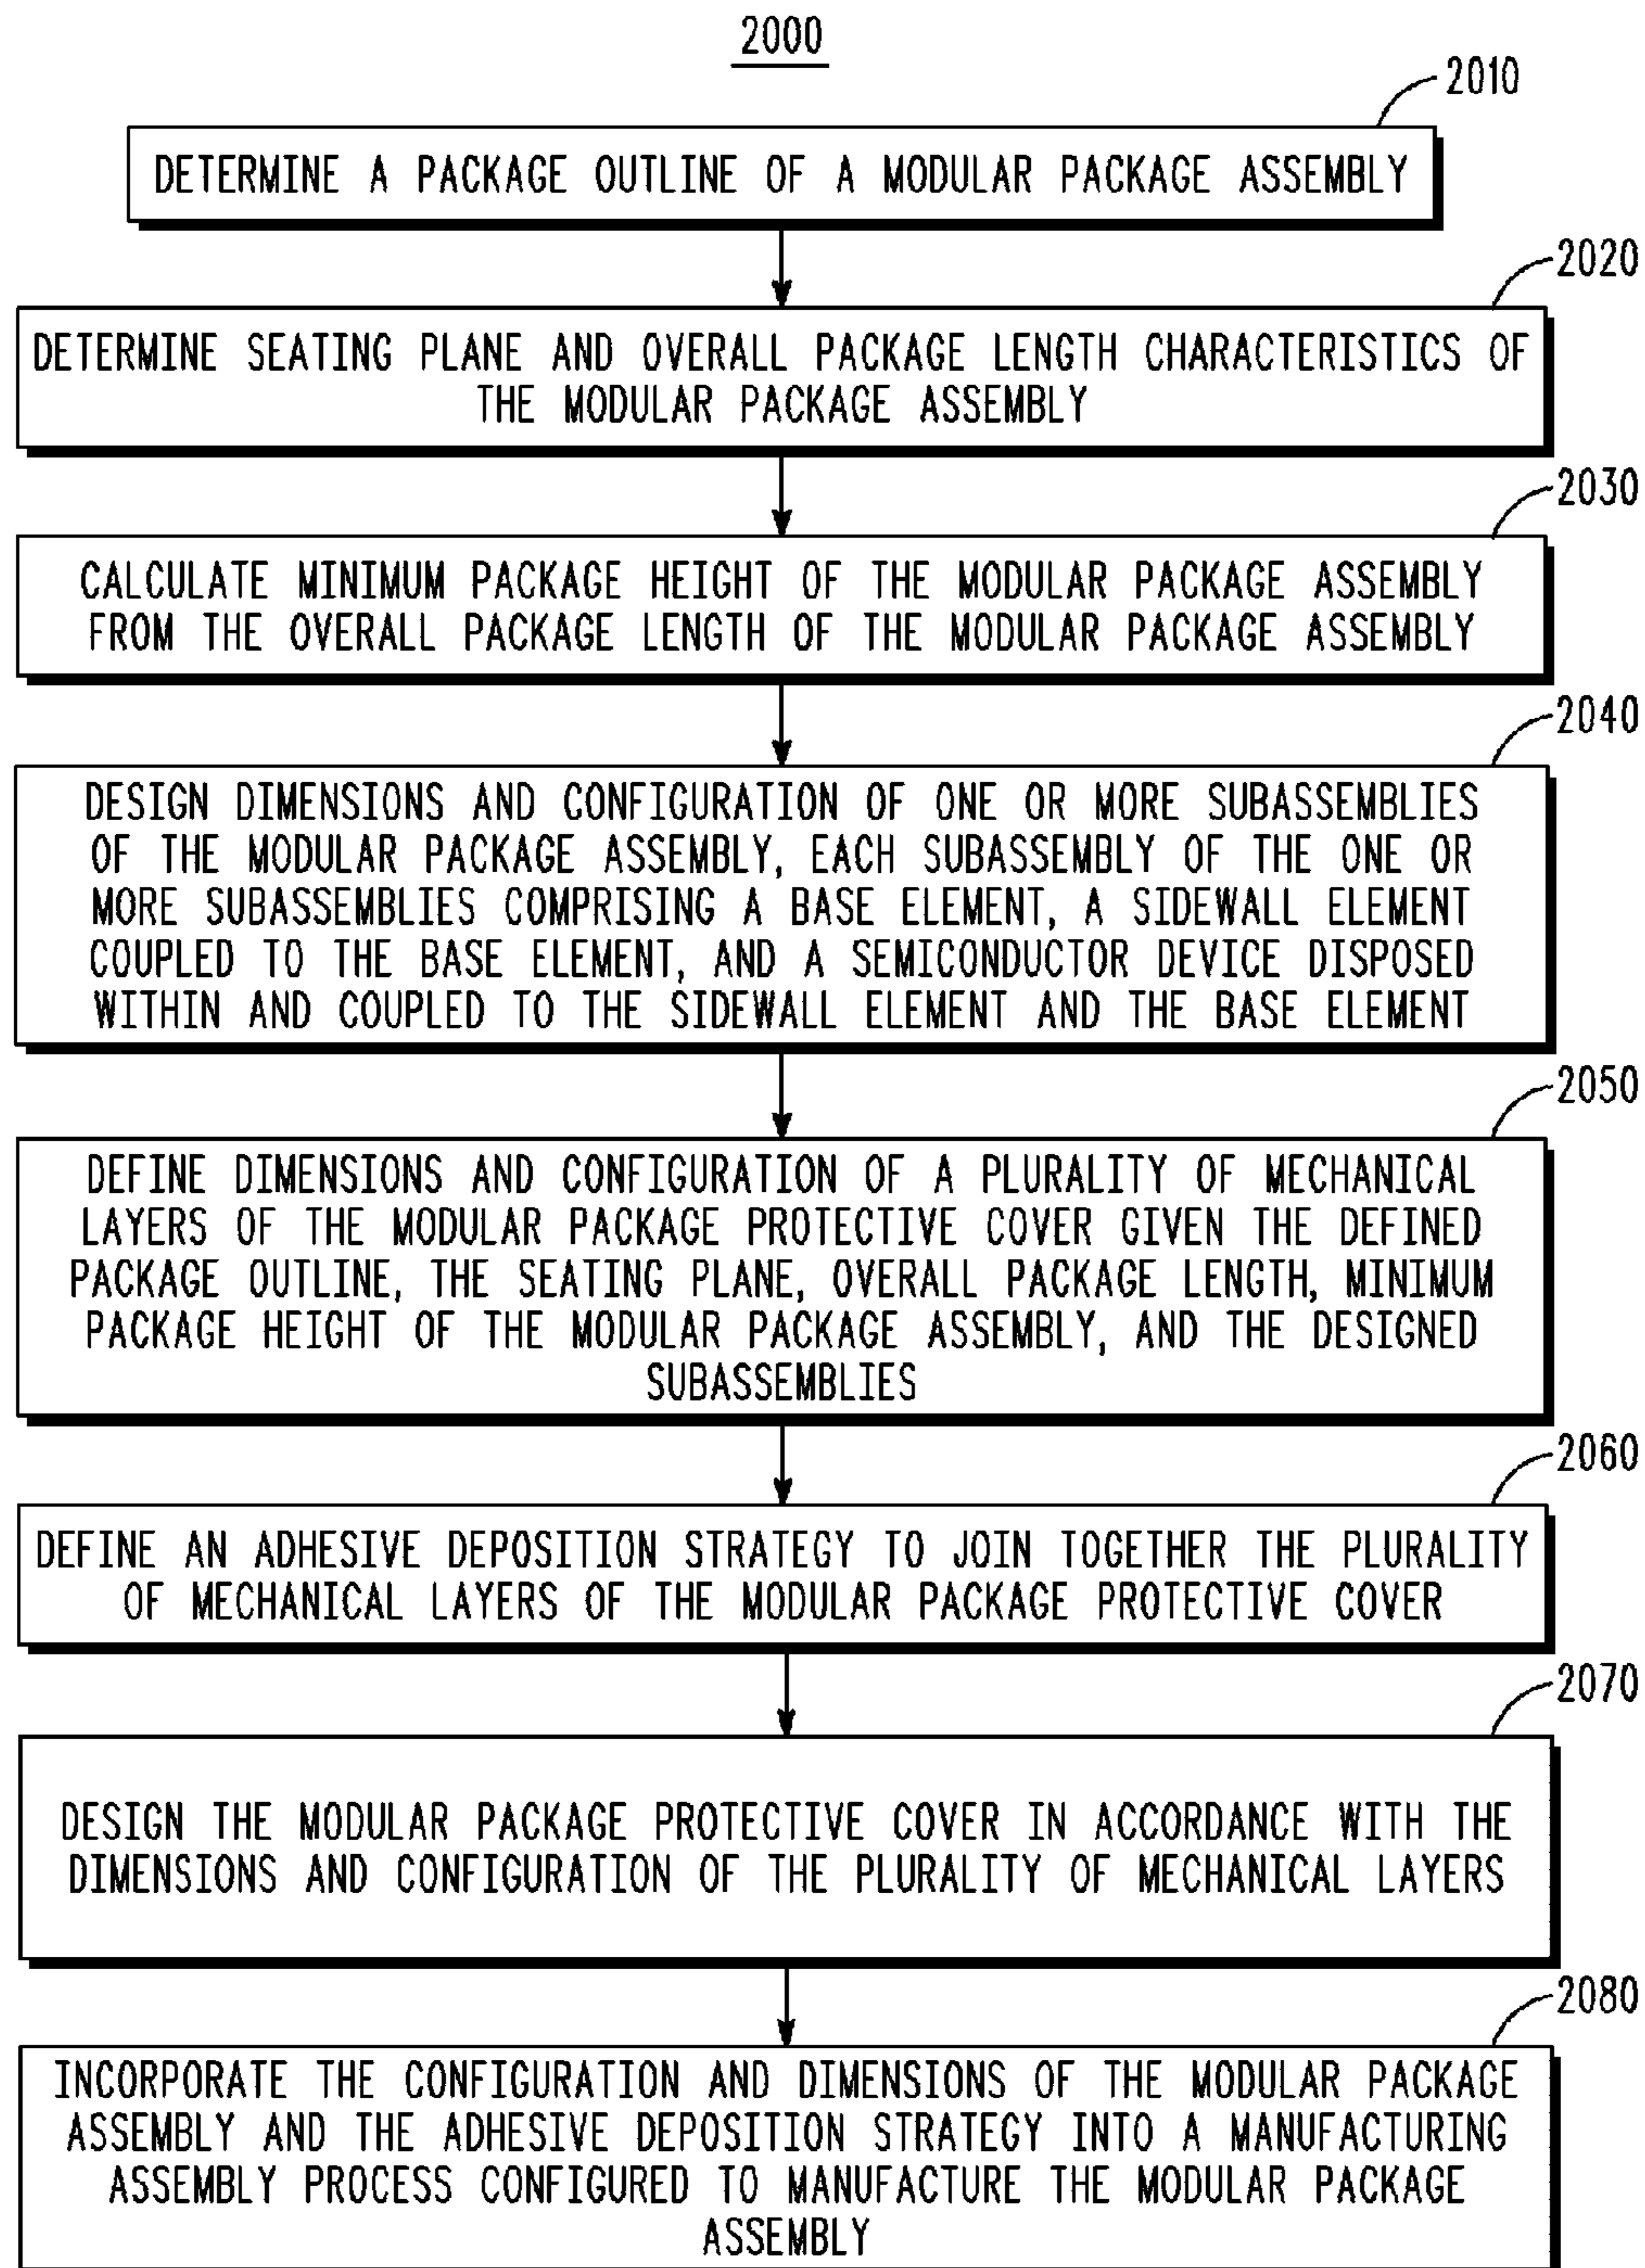 2000
2010
DETERMINE A PACKAGE OUTLINE OF A MODULAR PACKAGE ASSEMBLY
2020
DETERMINE SEATING PLANE AND OVERALL PACKAGE LENGTH CHARACTERISTICS OF
THE MODULAR PACKAGE ASSEMBLY
2030
CALCULATE MINIMUM PACKAGE HEIGHT OF THE MODULAR PACKAGE ASSEMBLY
FROM THE OVERALL PACKAGE LENGTH OF THE MODULAR PACKAGE ASSEMBLY
2040
DESIGN DIMENSIONS AND CONFIGURATION OF ONE OR MORE SUBASSEMBLIES
OF THE MODULAR PACKAGE ASSEMBLY, EACH SUBASSEMBLY OF THE ONE OR
MORE SUBASSEMBLIES COMPRISING A BASE ELEMENT, A SIDEWALL ELEMENT
COUPLED TO THE BASE ELEMENT, AND A SEMICONDUCTOR DEVICE DISPOSED
WITHIN AND COUPLED TO THE SIDEWALL ELEMENT AND THE BASE ELEMENT
2050
DEFINE DIMENSIONS AND CONFIGURATION OF A PLURALITY OF MECHANICAL
LAYERS OF THE MODULAR PACKAGE PROTECTIVE COVER GIVEN THE DEFINED
PACKAGE OUTLINE, THE SEATING PLANE, OVERALL PACKAGE LENGTH, MINIMUM
PACKAGE HEIGHT OF THE MODULAR PACKAGE ASSEMBLY, AND THE DESIGNED
SUBASSEMBLIES
2060
DEFINE AN ADHESIVE DEPOSITION STRATEGY TO JOIN TOGETHER THE PLURALITY
OF MECHANICAL LAYERS OF THE MODULAR PACKAGE PROTECTIVE COVER
2070
DESIGN THE MODULAR PACKAGE PROTECTIVE COVER IN ACCORDANCE WITH THE
DIMENSIONS AND CONFIGURATION OF THE PLURALITY OF MECHANICAL LAYERS
2080
INCORPORATE THE CONFIGURATION AND DIMENSIONS OF THE MODULAR PACKAGE
ASSEMBLY AND THE ADHESIVE DEPOSITION STRATEGY INTO A MANUFACTURING
ASSEMBLY PROCESS CONFIGURED TO MANUFACTURE THE MODULAR PACKAGE
ASSEMBLY